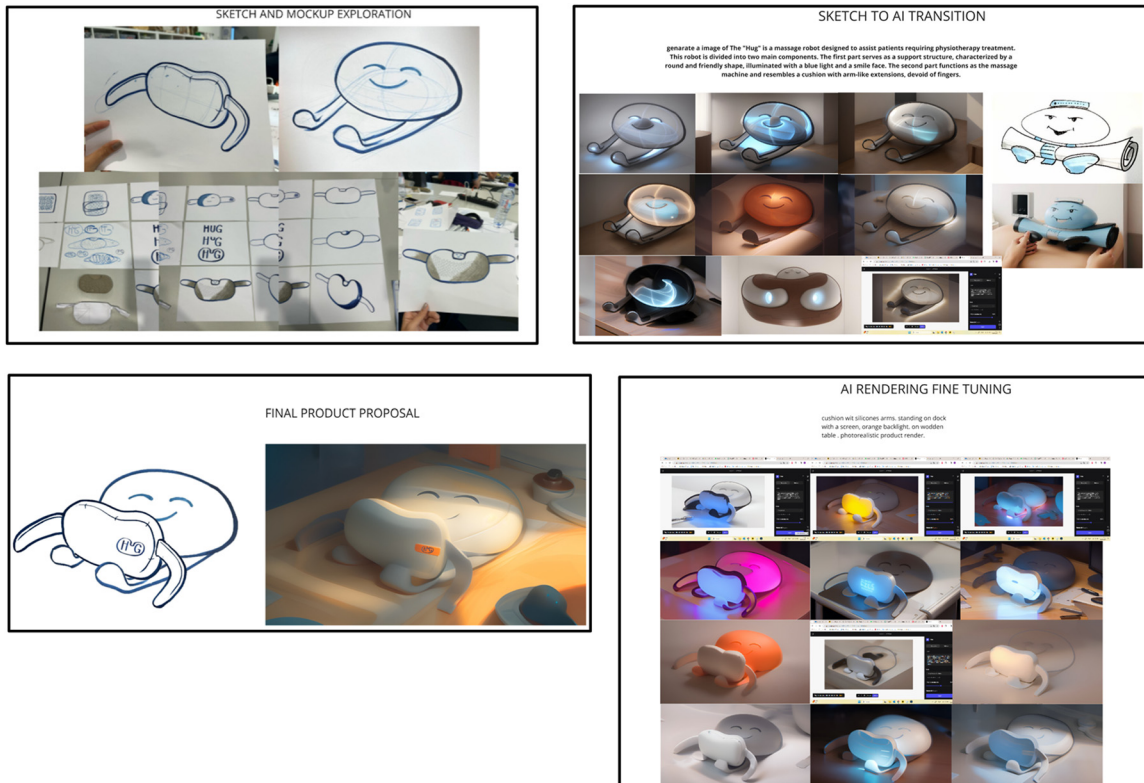 SKETCH AND MOCKUP EXPLORATION
HUG
HUG
HUG
SKETCH TO AI TRANSITION
genarate a image of The "Hug" is a massage robot designed to assist patients requiring physiotherapy treatment.
This robot is divided into two main components. The first part serves as a support structure, characterized by a
round and friendly shape, illuminated with a blue light and a smile face. The second part functions as the massage
machine and resembles a cushion with arm-like extensions, devoid of fingers.
FINAL PRODUCT PROPOSAL
HUG
AI RENDERING FINE TUNING
cushion wit silicones arms. standing on dock
with a screen, orange backlight. on wodden
table . photorealistic product render.